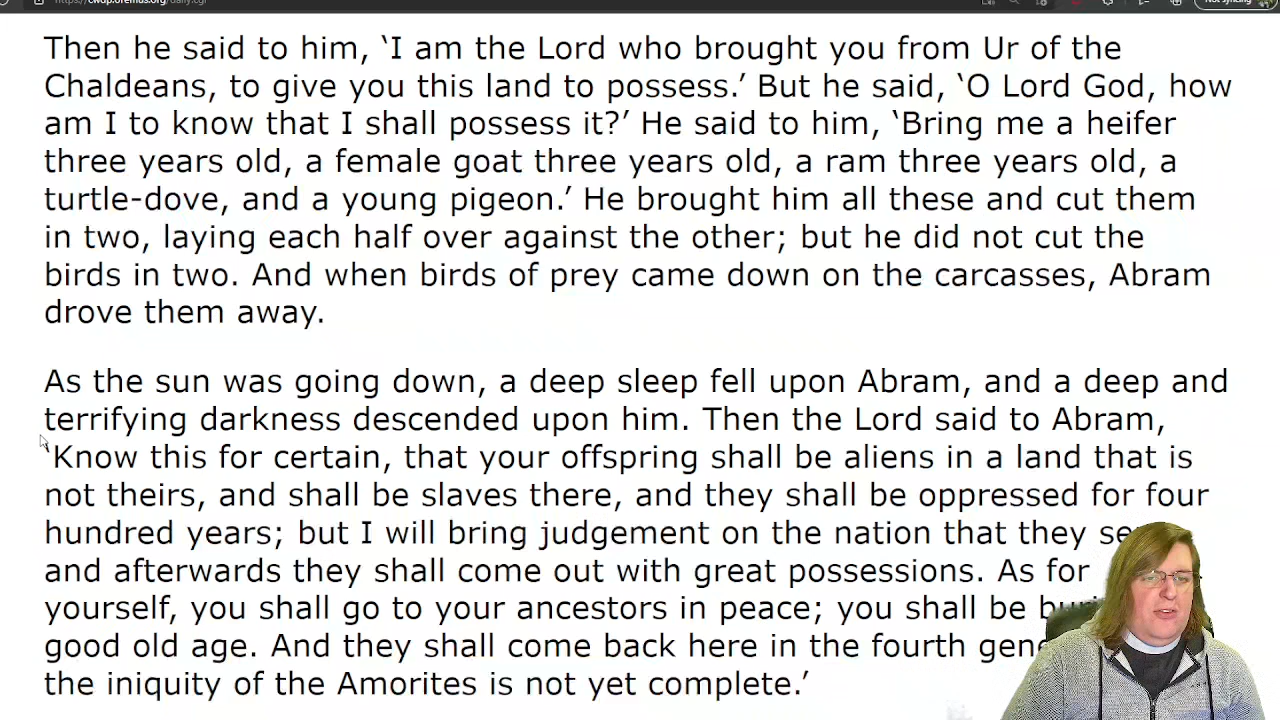 https://cwdp.oremus.org/daily.cgi
Not syncing
Then he said to him, ‘I am the Lord who brought you from Ur of the
Chaldeans, to give you this land to possess.’ But he said, ‘O Lord God, how
am I to know that I shall possess it?’ He said to him, ‘Bring me a heifer
three years old, a female goat three years old, a ram three years old, a
turtle-dove, and a young pigeon.’ He brought him all these and cut them
in two, laying each half over against the other; but he did not cut the
birds in two. And when birds of prey came down on the carcasses, Abram
drove them away.
As the sun was going down, a deep sleep fell upon Abram, and a deep and
terrifying darkness descended upon him. Then the Lord said to Abram,
‘Know this for certain, that your offspring shall be aliens in a land that is
not theirs, and shall be slaves there, and they shall be oppressed for four
hundred years; but I will bring judgement on the nation that they
and afterwards they shall come out with great possessions. As for
yourself, you shall go to your ancestors in peace; you shall be
good old age. And they shall come back here in the fourth
the iniquity of the Amorites is not yet complete.’